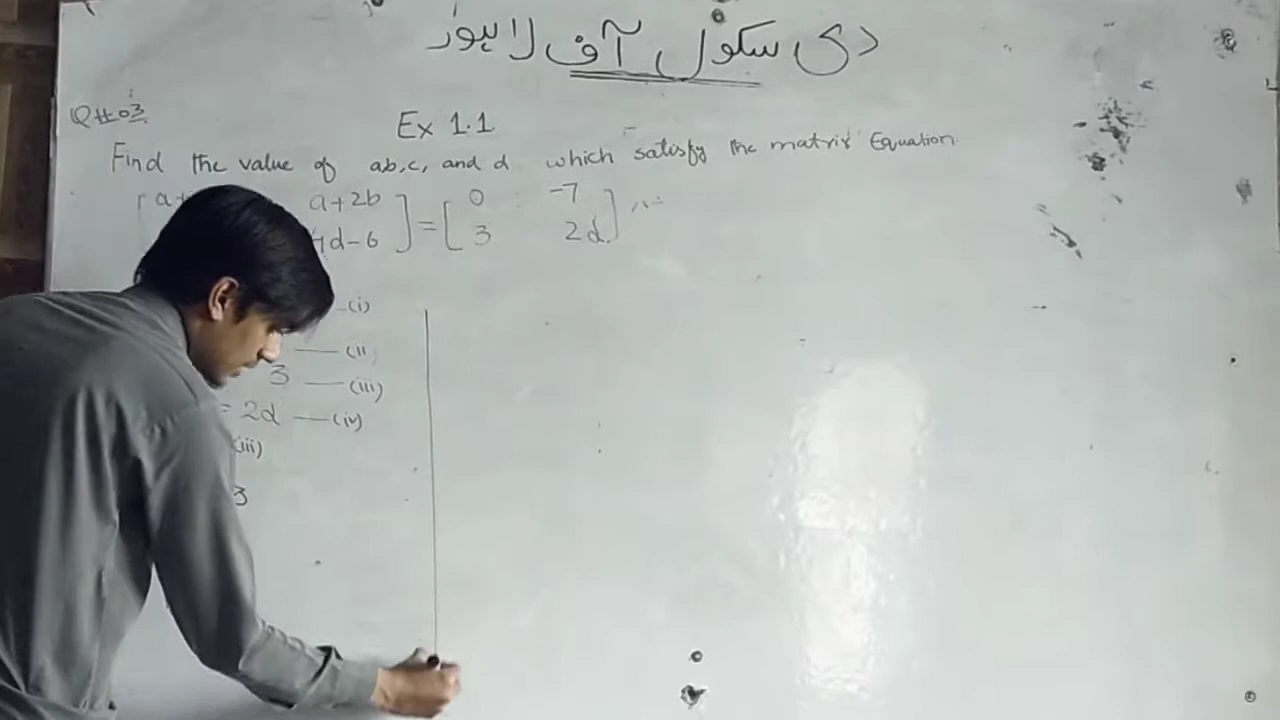 دی سکول آف لاہور
Q#03
Ex 1.1
Find the value of ab,c, and d which satisfy the matrix Equation.
a+2b = 0 -7
4d-6 3 2d
(i)
(ii)
3 (iii)
= 2d (iv)
(iii)
3